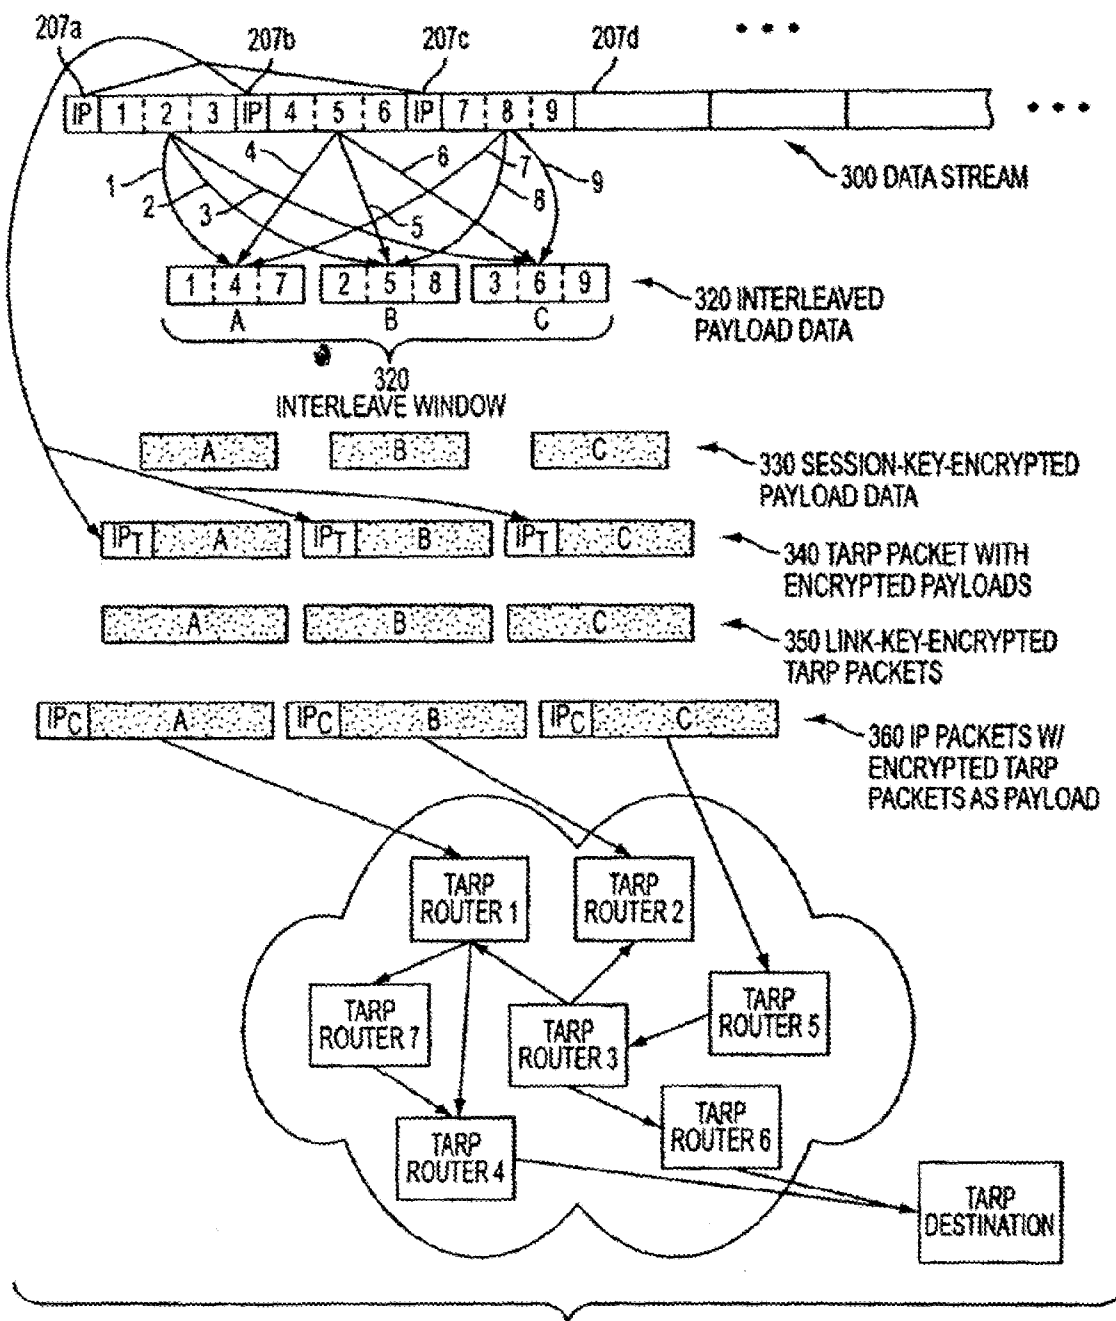 207a
207b
207c
207d
IP 1 2 3 IP 4 5 6 IP 7 8 9
300 DATA STREAM
1 2 3 4 5 6 7 8 9
1 4 7 2 5 8 3 6 9
A B C
320 INTERLEAVED
PAYLOAD DATA
320
INTERLEAVE WINDOW
A B C
330 SESSION-KEY-ENCRYPTED
PAYLOAD DATA
IPT A IPT B IPT C
340 TARP PACKET WITH
ENCRYPTED PAYLOADS
A B C
350 LINK-KEY-ENCRYPTED
TARP PACKETS
IPC A IPC B IPC C
360 IP PACKETS W/
ENCRYPTED TARP
PACKETS AS PAYLOAD
TARP
ROUTER 1
TARP
ROUTER 2
TARP
ROUTER 7
TARP
ROUTER 3
TARP
ROUTER 5
TARP
ROUTER 4
TARP
ROUTER 6
TARP
DESTINATION